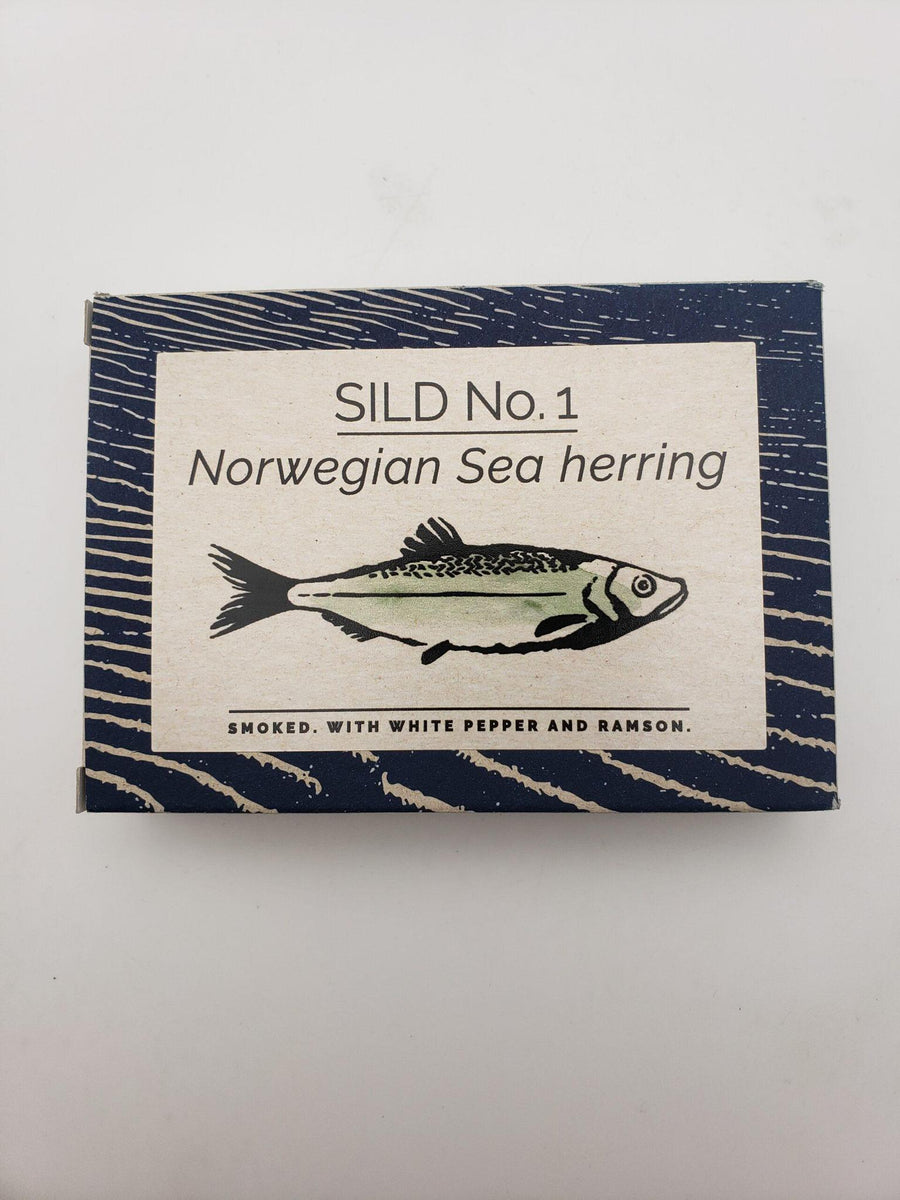 SILD No. 1
Norwegian Sea herring
SMOKED. WITH WHITE PEPPER AND RAMSON.